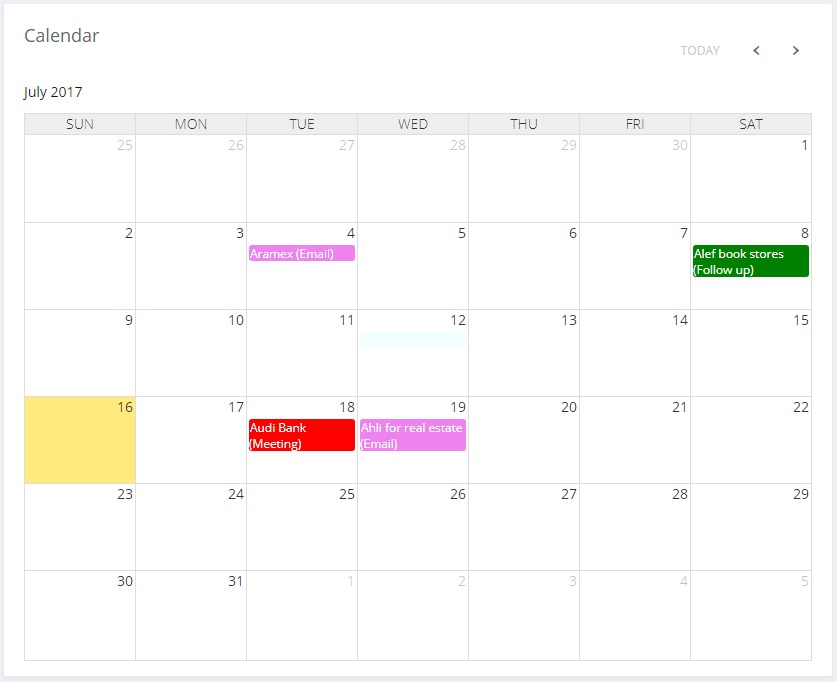 Calendar
TODAY
July 2017
SUN MON TUE WED THU FRI SAT
25 26 27 28 29 30 1
2 3 4 5 6 7 8
Aramex (Email)
Alef book stores
(Follow up)
9 10 11 12 13 14 15
16 17 18 19 20 21 22
Audi Bank
(Meeting)
Ahli for real estate
(Email)
23 24 25 26 27 28 29
30 31 1 2 3 4 5